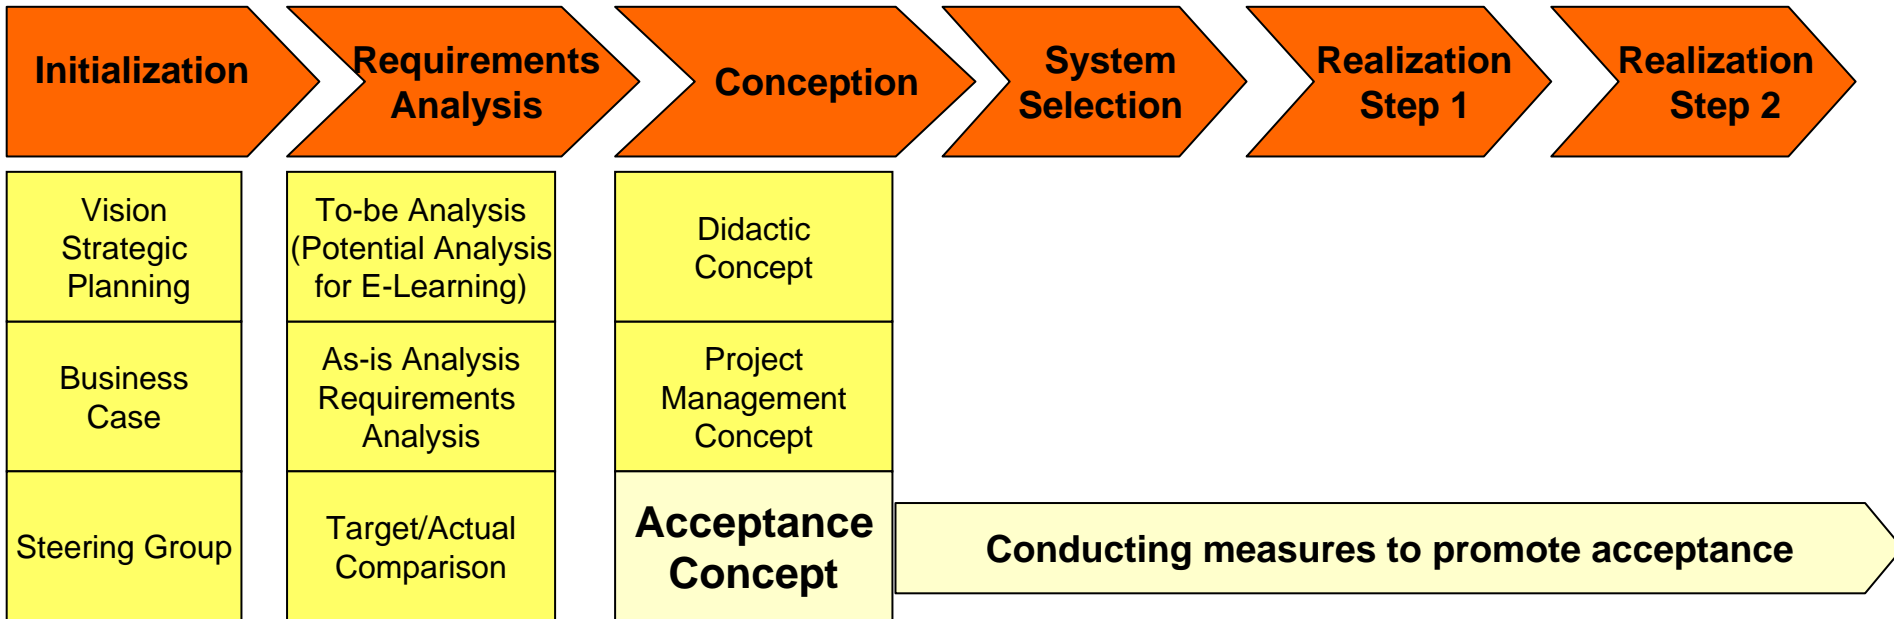 Initialization
Requirements
Analysis
Conception
System
Selection
Realization
Step 1
Realization
Step 2
Vision
Strategic
Planning
Business
Case
Steering Group
To-be Analysis
(Potential Analysis
for E-Learning)
As-is Analysis
Requirements
Analysis
Target/Actual
Comparison
Didactic
Concept
Project
Management
Concept
Acceptance
Concept
Conducting measures to promote acceptance